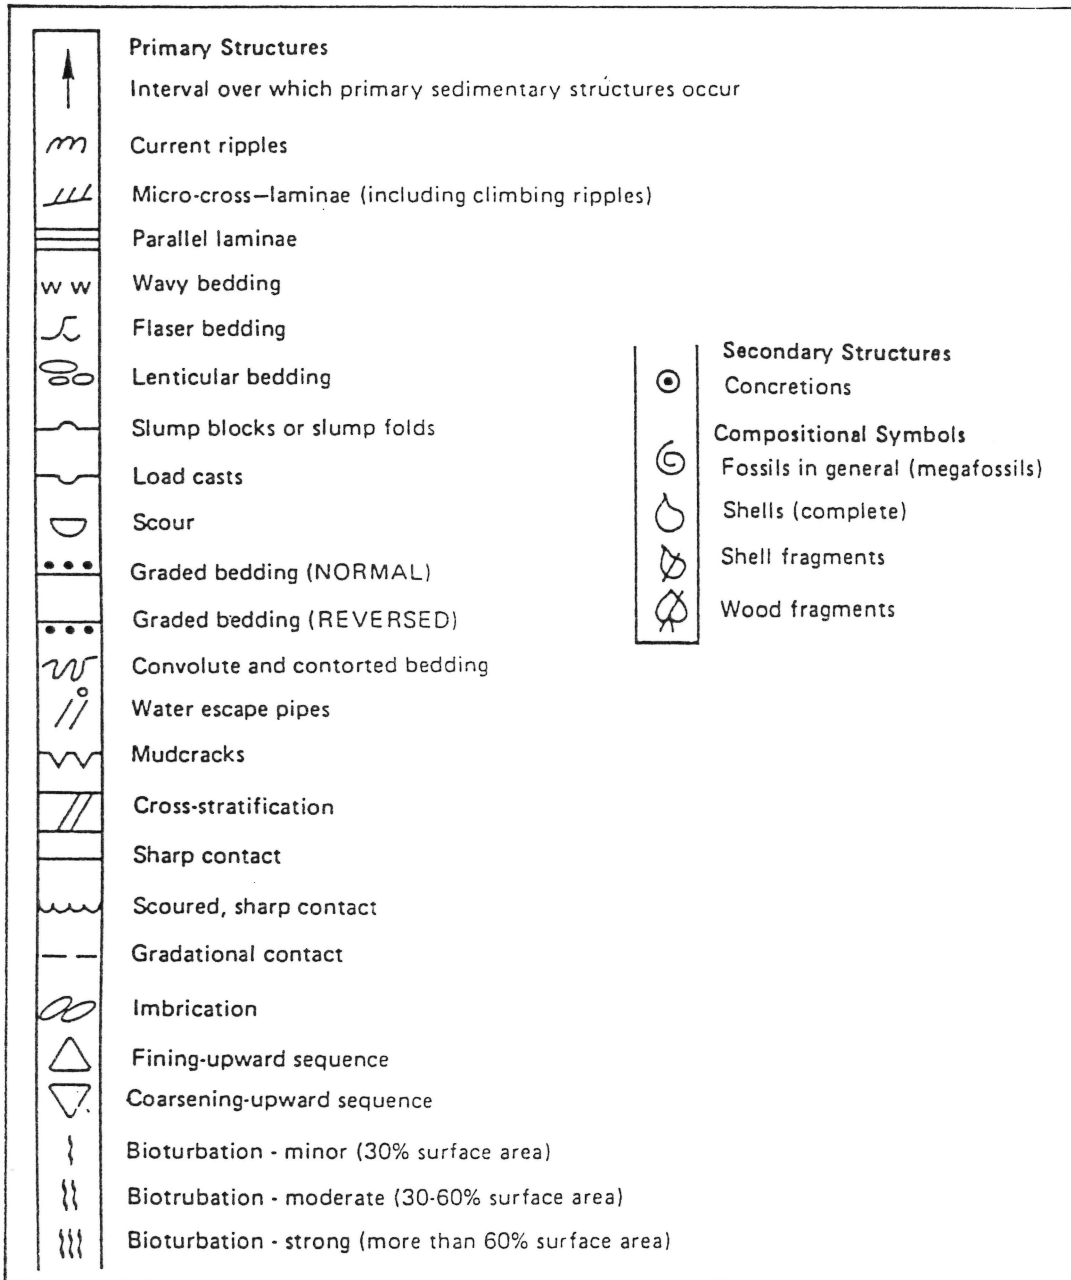 Primary Structures
Interval over which primary sedimentary structures occur
Current ripples
Micro-cross—laminae (including climbing ripples)
Parallel laminae
w w Wavy bedding
Flaser bedding
Lenticular bedding
Slump blocks or slump folds
Load casts
Scour
Graded bedding (NORMAL)
Graded bedding (REVERSED)
Convolute and contorted bedding
Water escape pipes
Mudcracks
Cross-stratification
Sharp contact
Scoured, sharp contact
Gradational contact
Imbrication
Fining-upward sequence
Coarsening-upward sequence
Bioturbation - minor (30% surface area)
Biotrubation - moderate (30-60% surface area)
Bioturbation - strong (more than 60% surface area)
Secondary Structures
Concretions
Compositional Symbols
Fossils in general (megafossils)
Shells (complete)
Shell fragments
Wood fragments